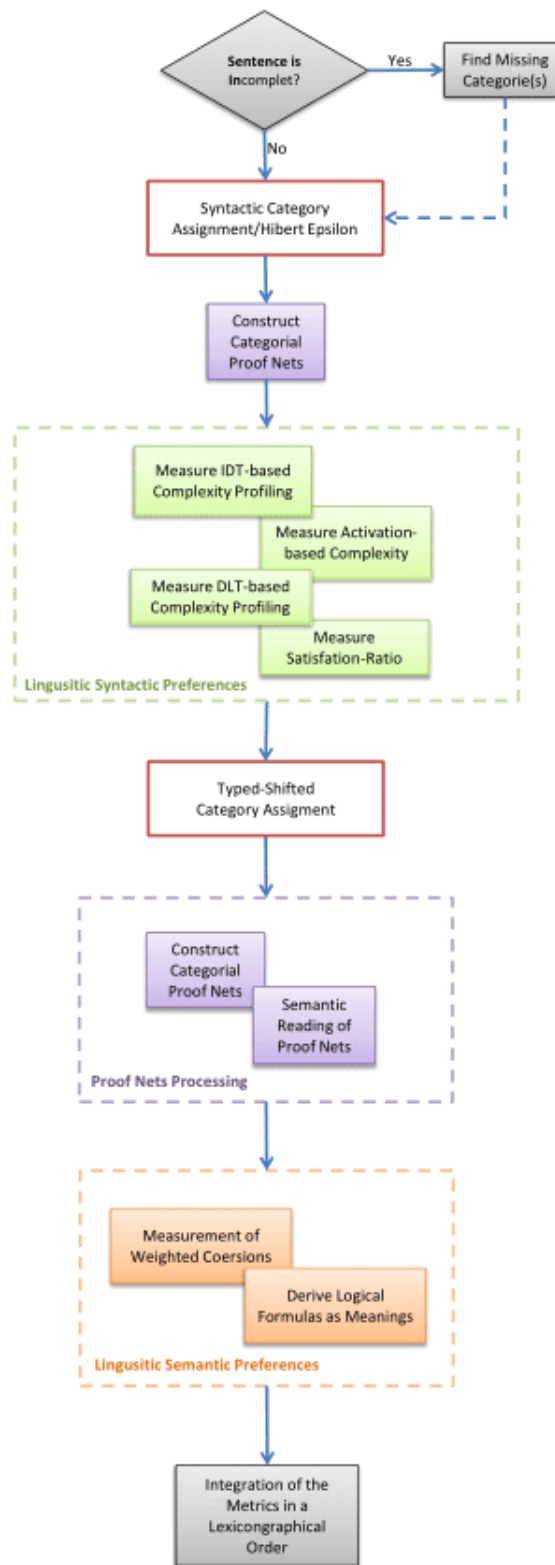 Sentence is
Incomplet?
Yes
Find Missing
Categorie(s)
No
Syntactic Category
Assignment/Hibert Epsilon
Construct
Categorial
Proof Nets
Measure IDT-based
Complexity Profiling
Measure Activation-
based Complexity
Measure DLT-based
Complexity Profiling
Measure
Satisfation-Ratio
Lingusitic Syntactic Preferences
Typed-Shifted
Category Assigment
Construct
Categorial
Proof Nets
Semantic
Reading of
Proof Nets
Proof Nets Processing
Measurement of
Weighted Coersions
Derive Logical
Formulas as Meanings
Lingusitic Semantic Preferences
Integration of the
Metrics in a
Lexicongraphical
Order